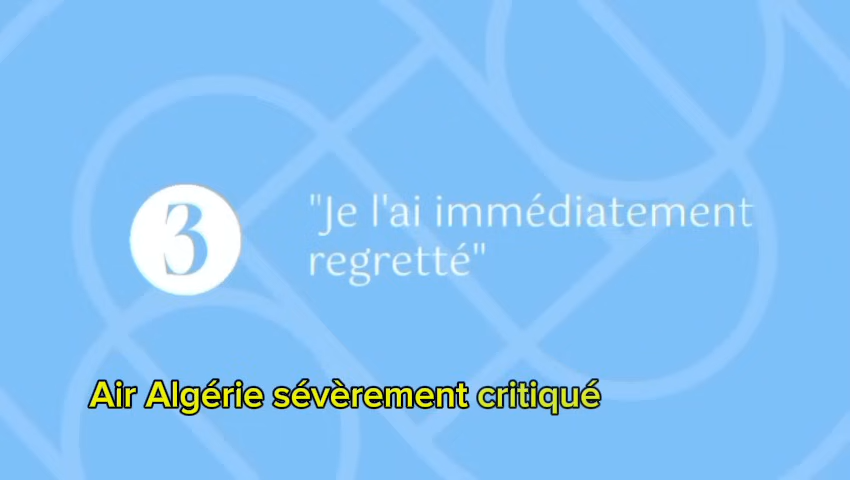 3
"Je l'ai immédiatement
regretté"
Air Algérie sévèrement critiqué